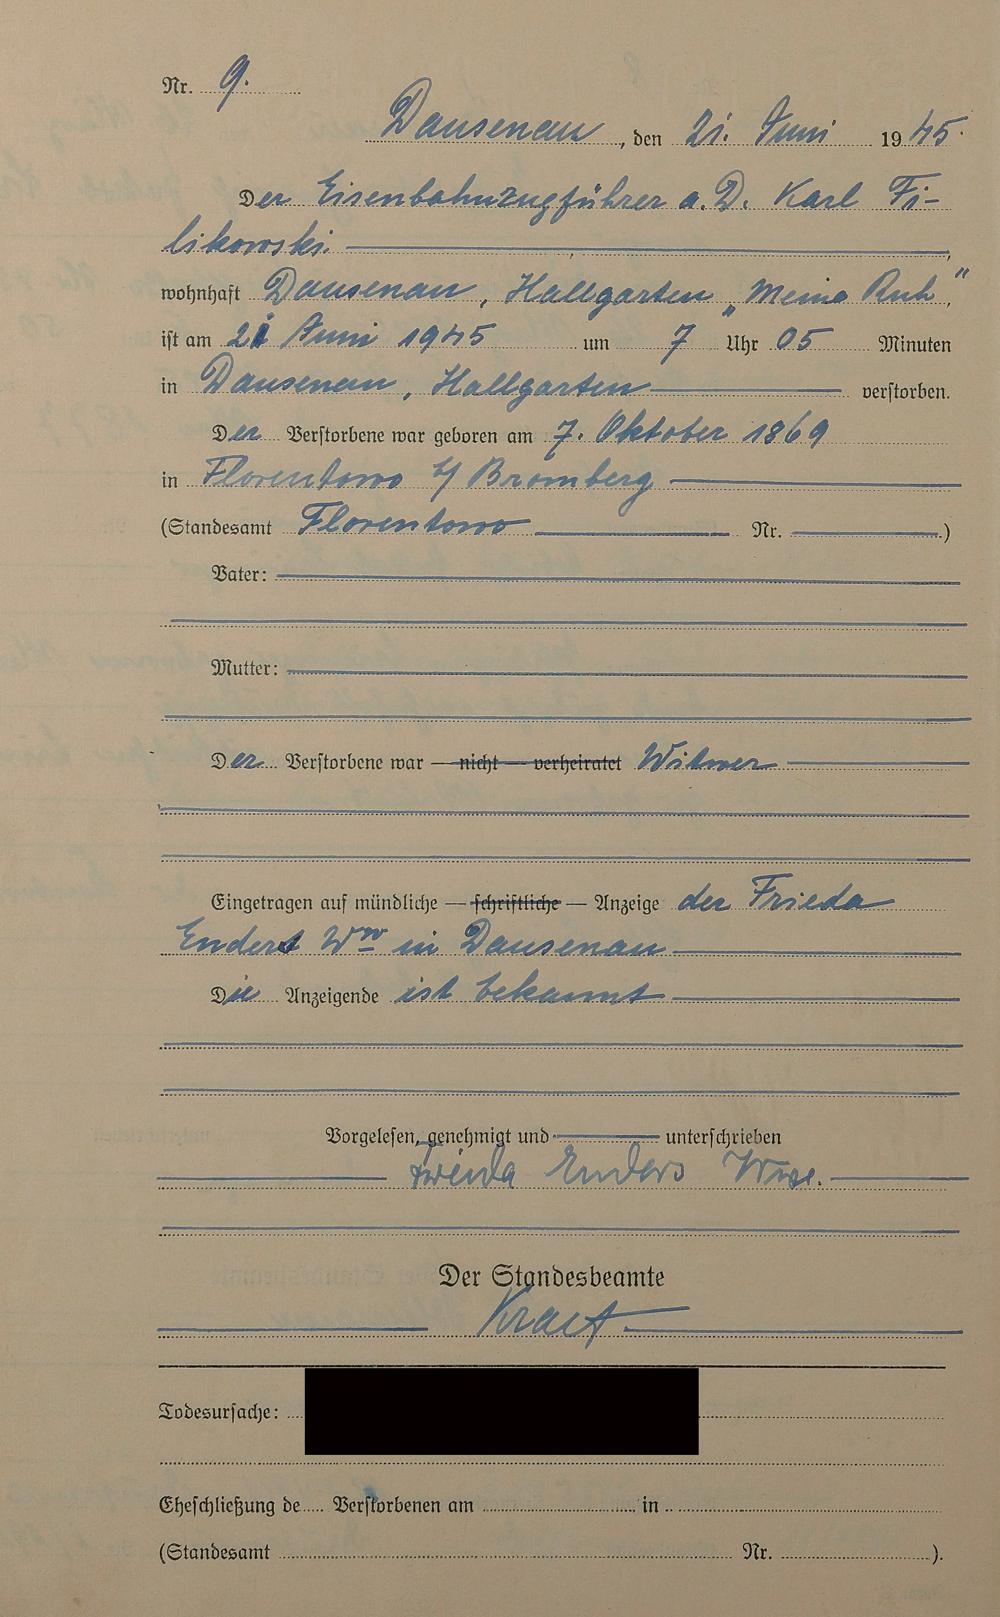 Nr. 9.
Dausenau, den 21. Juni 1945.
Der Eisenbahnzugführer a. D. Karl Fi-
likowski.
wohnhaft Dausenau, Hallgarten „Meine Ruh",
ist am 21 Juni 1945 um 7 Uhr 05 Minuten
in Dausenau, Hallgarten verstorben.
Der Verstorbene war geboren am 7. Oktober 1869
in Florentowo b/ Bromberg
(Standesamt Florentowo Nr. )
Vater:
Mutter:
Der Verstorbene war — nicht — verheiratet Witwer
Eingetragen auf mündliche — schriftliche — Anzeige der Frieda
Enders Wwe in Dausenau
Die Anzeigende ist bekannt
Vorgelesen, genehmigt und unterschrieben
Frieda Enders Wwe.
Der Standesbeamte
Kraft
Todesursache:
Eheschließung de Verstorbenen am in
(Standesamt Nr. ).